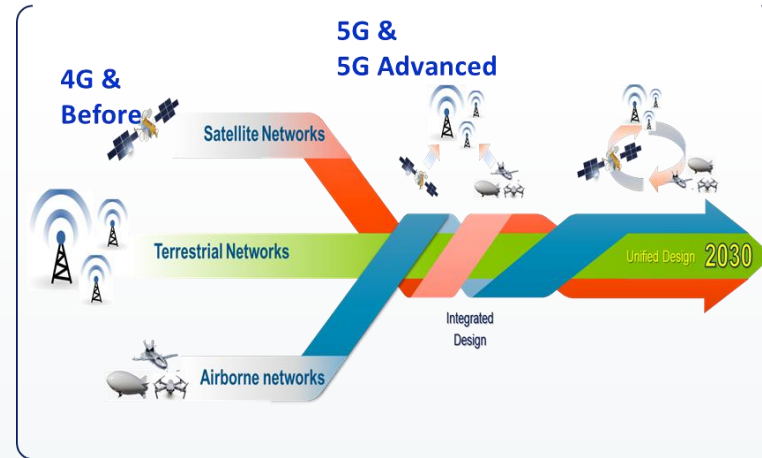 5G &
5G Advanced
4G &
Before
Satellite Networks
Terrestrial Networks
Unified Design 2030
Integrated
Design
Airborne networks